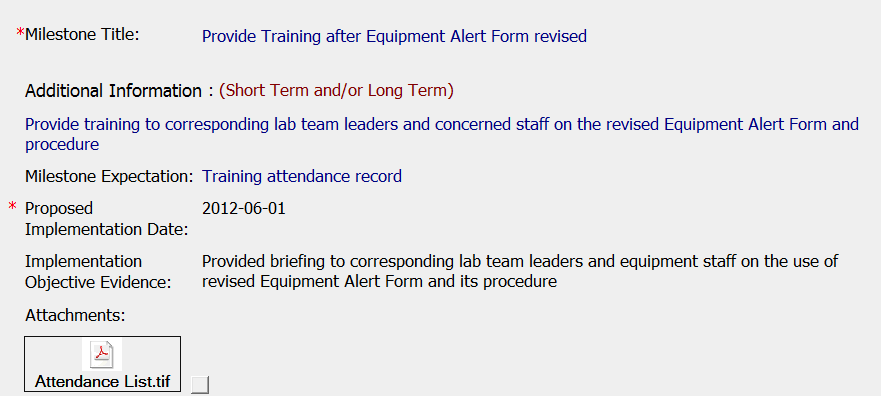 *Milestone Title: Provide Training after Equipment Alert Form revised
Additional Information : (Short Term and/or Long Term)
Provide training to corresponding lab team leaders and concerned staff on the revised Equipment Alert Form and
procedure
Milestone Expectation: Training attendance record
* Proposed 2012-06-01
Implementation Date:
Implementation Provided briefing to corresponding lab team leaders and equipment staff on the use of
Objective Evidence: revised Equipment Alert Form and its procedure
Attachments:
Attendance List.tif